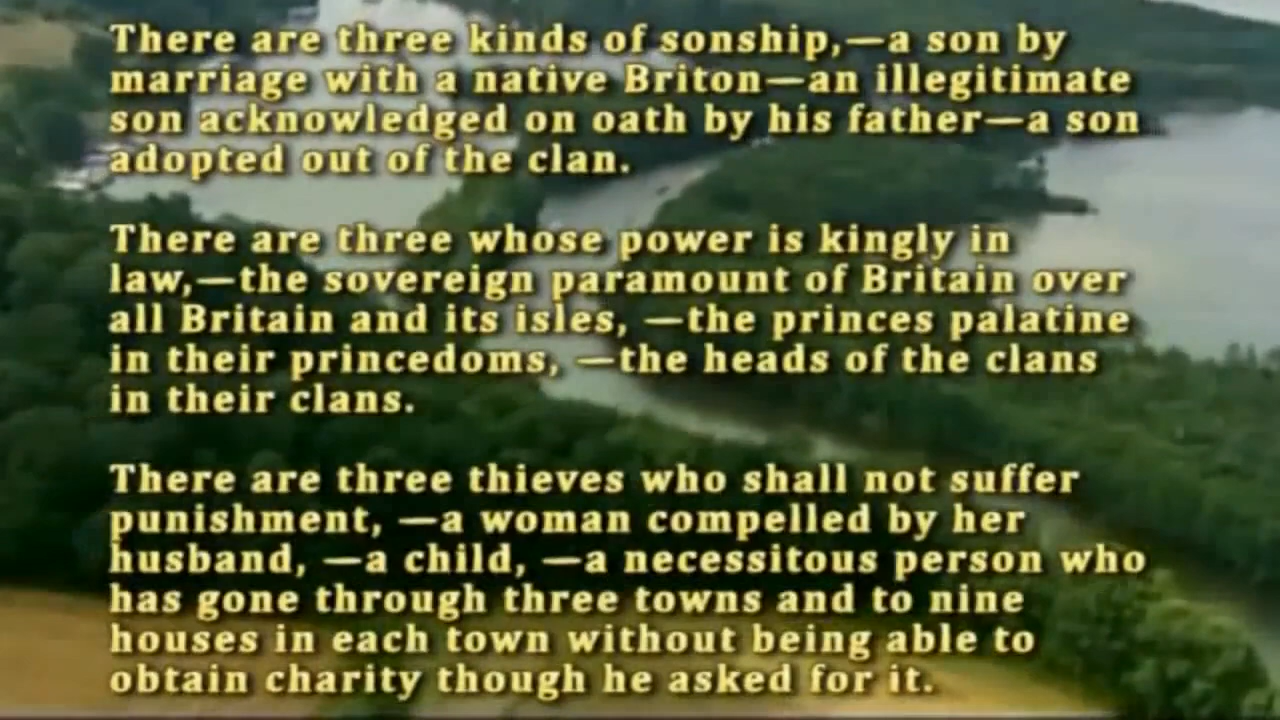 There are three kinds of sonship,—a son by
marriage with a native Briton—an illegitimate
son acknowledged on oath by his father—a son
adopted out of the clan.
There are three whose power is kingly in
law,—the sovereign paramount of Britain over
all Britain and its isles, —the princes palatine
in their princedoms, —the heads of the clans
in their clans.
There are three thieves who shall not suffer
punishment, —a woman compelled by her
husband, —a child, —a necessitous person who
has gone through three towns and to nine
houses in each town without being able to
obtain charity though he asked for it.